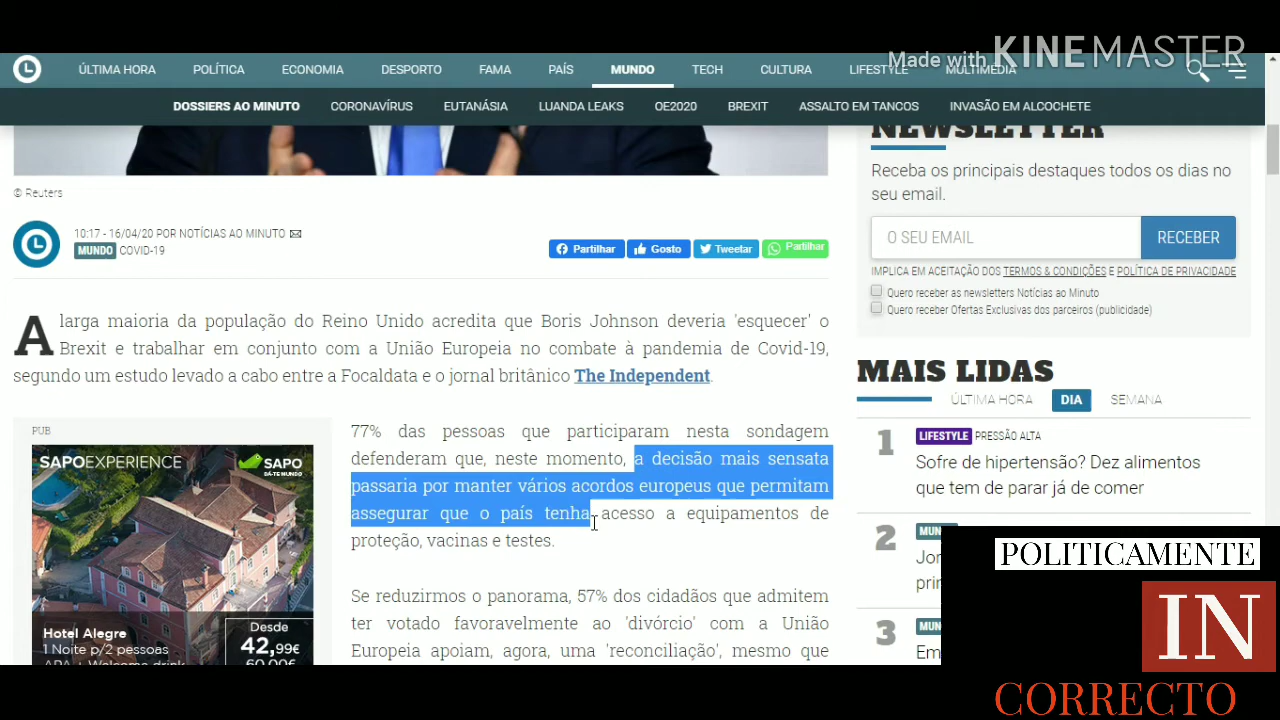 Made with KINEMASTER
ÚLTIMA HORA POLÍTICA ECONOMIA DESPORTO FAMA PAÍS MUNDO TECH CULTURA LIFESTYLE MULTIMÉDIA
DOSSIERS AO MINUTO CORONAVÍRUS EUTANÁSIA LUANDA LEAKS OE2020 BREXIT ASSALTO EM TANCOS INVASÃO EM ALCOCHETE
© Reuters
10:17 - 16/04/20 POR NOTÍCIAS AO MINUTO
MUNDO COVID-19
Partilhar Gosto Tweetar Partilhar
A larga maioria da população do Reino Unido acredita que Boris Johnson deveria 'esquecer' o
Brexit e trabalhar em conjunto com a União Europeia no combate à pandemia de Covid-19,
segundo um estudo levado a cabo entre a Focaldata e o jornal britânico The Independent.
PUB
SAPOEXPERIENCE
SAPO
DÁ-TE MUNDO
Hotel Alegre
1 Noite p/2 pessoas
APA + Welcome drink
Desde
42,99€
60,00€
77% das pessoas que participaram nesta sondagem
defenderam que, neste momento, a decisão mais sensata
passaria por manter vários acordos europeus que permitam
assegurar que o país tenha acesso a equipamentos de
proteção, vacinas e testes.
Se reduzirmos o panorama, 57% dos cidadãos que admitem
ter votado favoravelmente ao 'divórcio' com a União
Europeia apoiam, agora, uma 'reconciliação', mesmo que
NEWSLETTER
Receba os principais destaques todos os dias no
seu email.
O SEU EMAIL
RECEBER
IMPLICA EM ACEITAÇÃO DOS TERMOS & CONDIÇÕES E POLÍTICA DE PRIVACIDADE
Quero receber as newsletters Notícias ao Minuto
Quero receber Ofertas Exclusivas dos parceiros (publicidade)
MAIS LIDAS
ÚLTIMA HORA DIA SEMANA
1 LIFESTYLE PRESSÃO ALTA
Sofre de hipertensão? Dez alimentos
que tem de parar já de comer
2
3
POLITICAMENTE
IN
CORRECTO